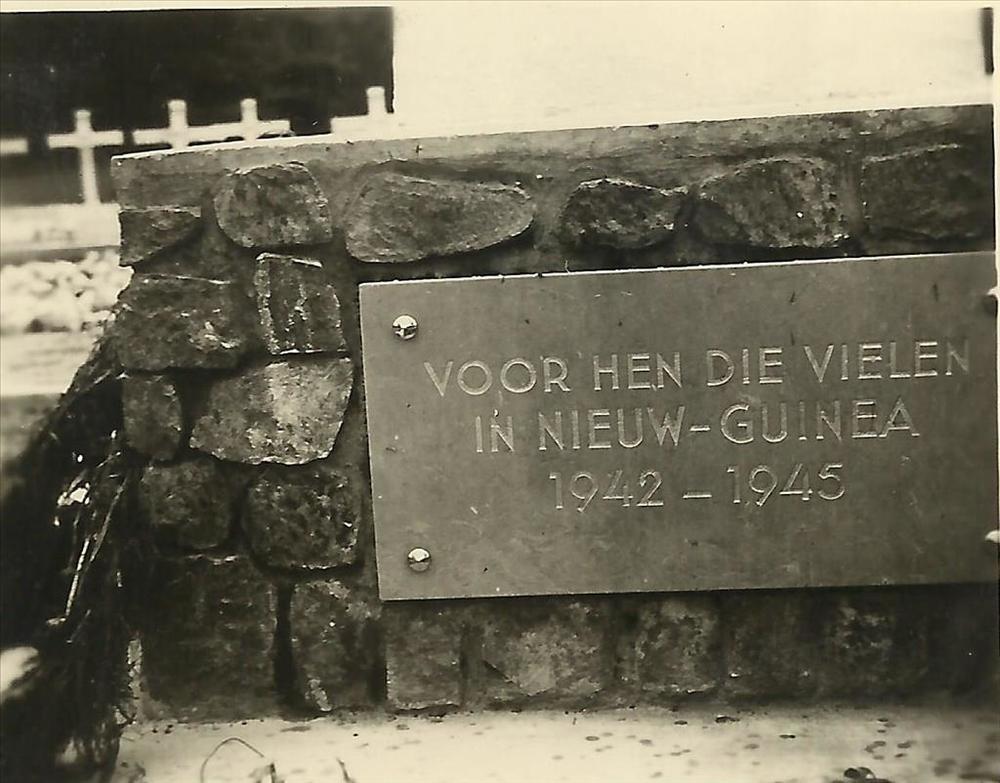 VOOR HEN DIE VIELEN
IN NIEUW-GUINEA
1942 – 1945